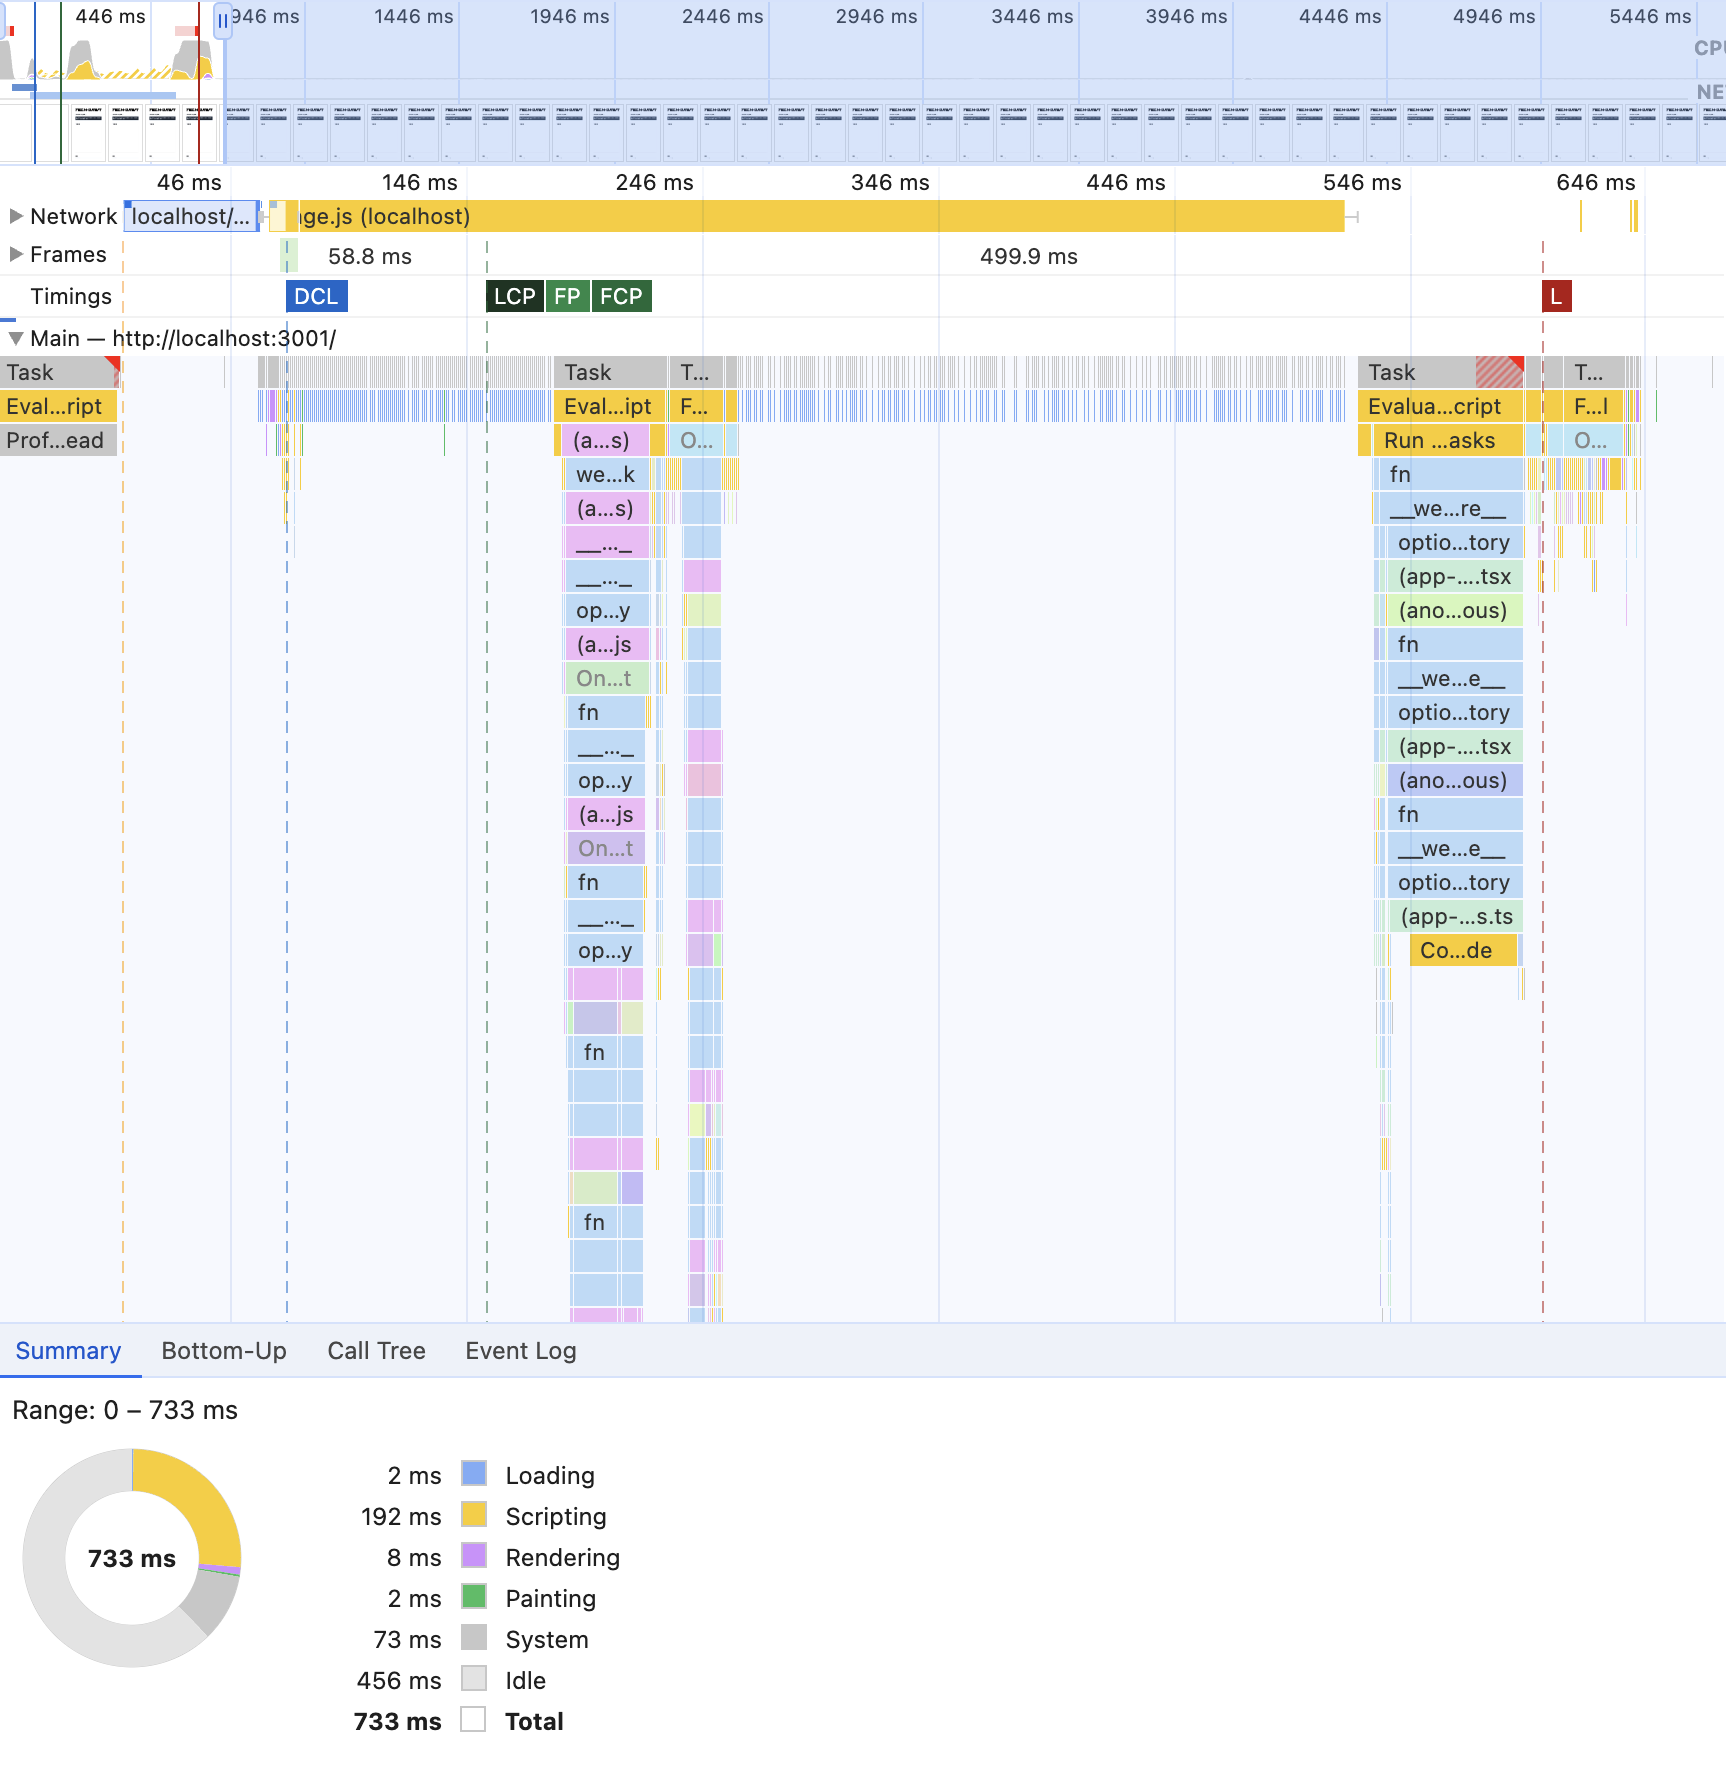 446 ms 946 ms 1446 ms 1946 ms 2446 ms 2946 ms 3446 ms 3946 ms 4446 ms 4946 ms 5446 ms
CPU
NE
46 ms 146 ms 246 ms 346 ms 446 ms 546 ms 646 ms
Network localhost/... ge.js (localhost)
Frames 58.8 ms 499.9 ms
Timings DCL LCP FP FCP L
Main — http://localhost:3001/
Task Task T... Task T...
Eval...ript Eval...ipt F... Evalua...cript F...l
Prof...ead (a...s) O... Run ...asks O...
we...k fn
(a...s) __we...re__
__..._ optio...tory
__..._ (app-....tsx
op...y (ano...ous)
(a...js fn
On...t __we...e__
fn optio...tory
__..._ (app-....tsx
op...y (ano...ous)
(a...js fn
On...t __we...e__
fn optio...tory
__..._ (app-...s.ts
op...y Co...de
fn
fn
Summary Bottom-Up Call Tree Event Log
Range: 0 – 733 ms
733 ms
2 ms Loading
192 ms Scripting
8 ms Rendering
2 ms Painting
73 ms System
456 ms Idle
733 ms Total